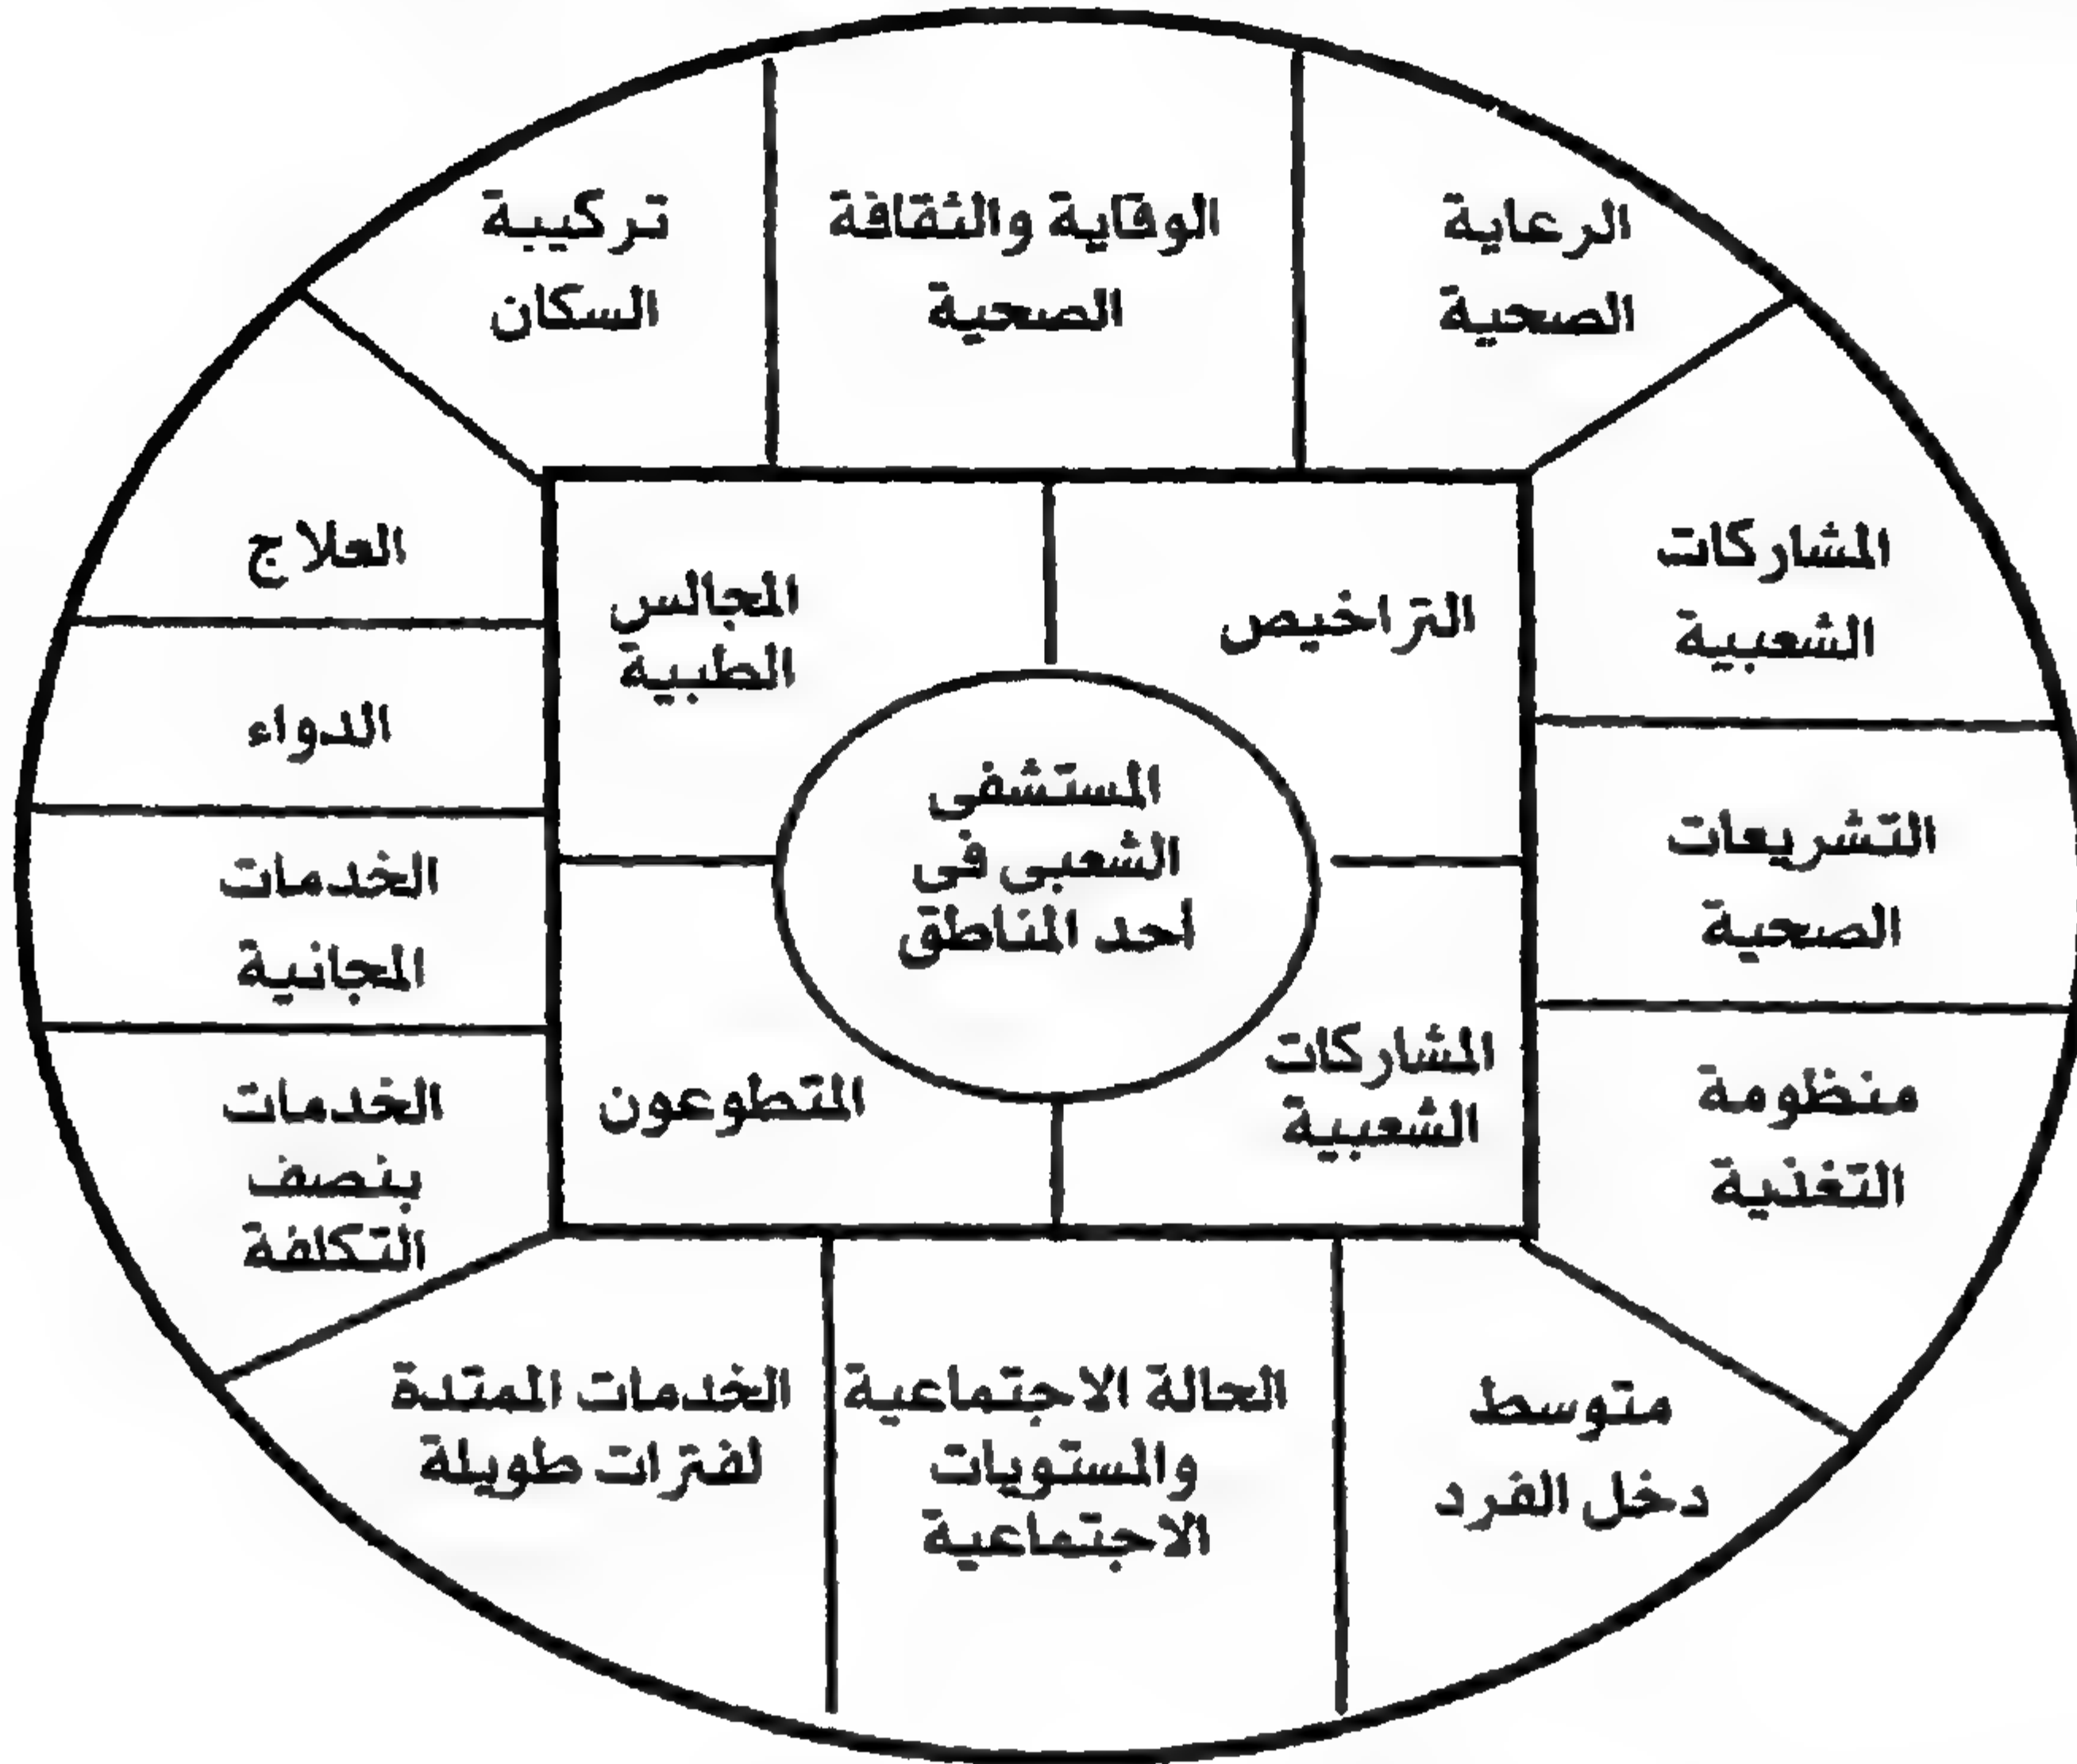 الرعاية
الصحية
الوقاية والثقافة
الصحية
تركيبة
السكان
المشاركات
الشعبية
التشريعات
الصحية
منظومة
التغذية
التراخيص
المجالس
الطبية
المستشفى
الشعبى فى
احد المناطق
المشاركات
الشعبية
المتطوعون
العلاج
الدواء
الخدمات
المجانية
الخدمات
بنصف
التكلفة
متوسط
دخل الفرد
الحالة الاجتماعية
والمستويات
الاجتماعية
الخدمات الممتدة
لفترات طويلة